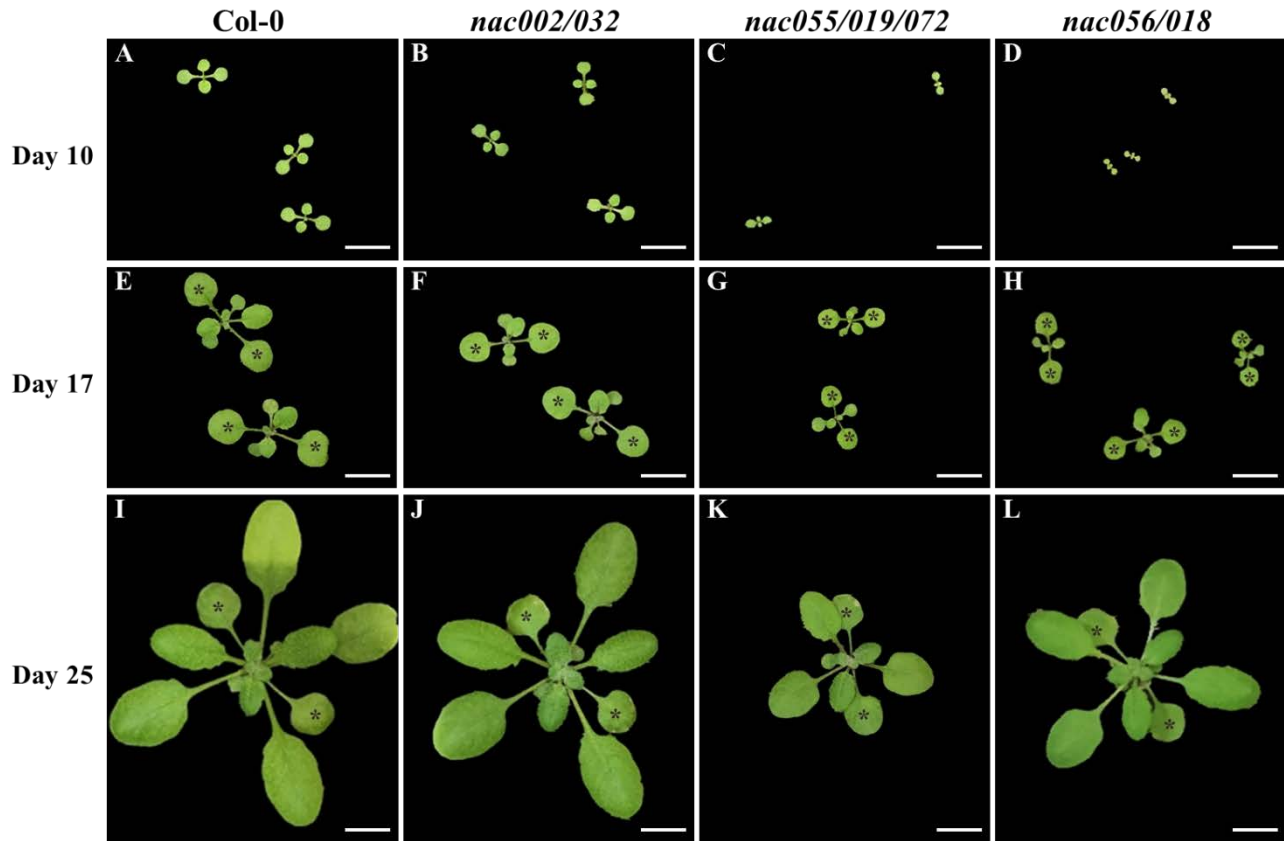 Col-0 nac002/032 nac055/019/072 nac056/018
A B C D
Day 10
E F G H
* * * * * * * * * * * * * * * * * *
Day 17
I J K L
* * * * * * * *
Day 25